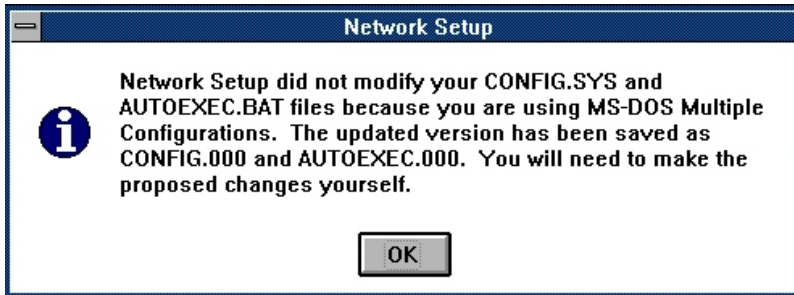 Network Setup
Network Setup did not modify your CONFIG.SYS and
AUTOEXEC.BAT files because you are using MS-DOS Multiple
Configurations.  The updated version has been saved as
CONFIG.000 and AUTOEXEC.000.  You will need to make the
proposed changes yourself.
OK